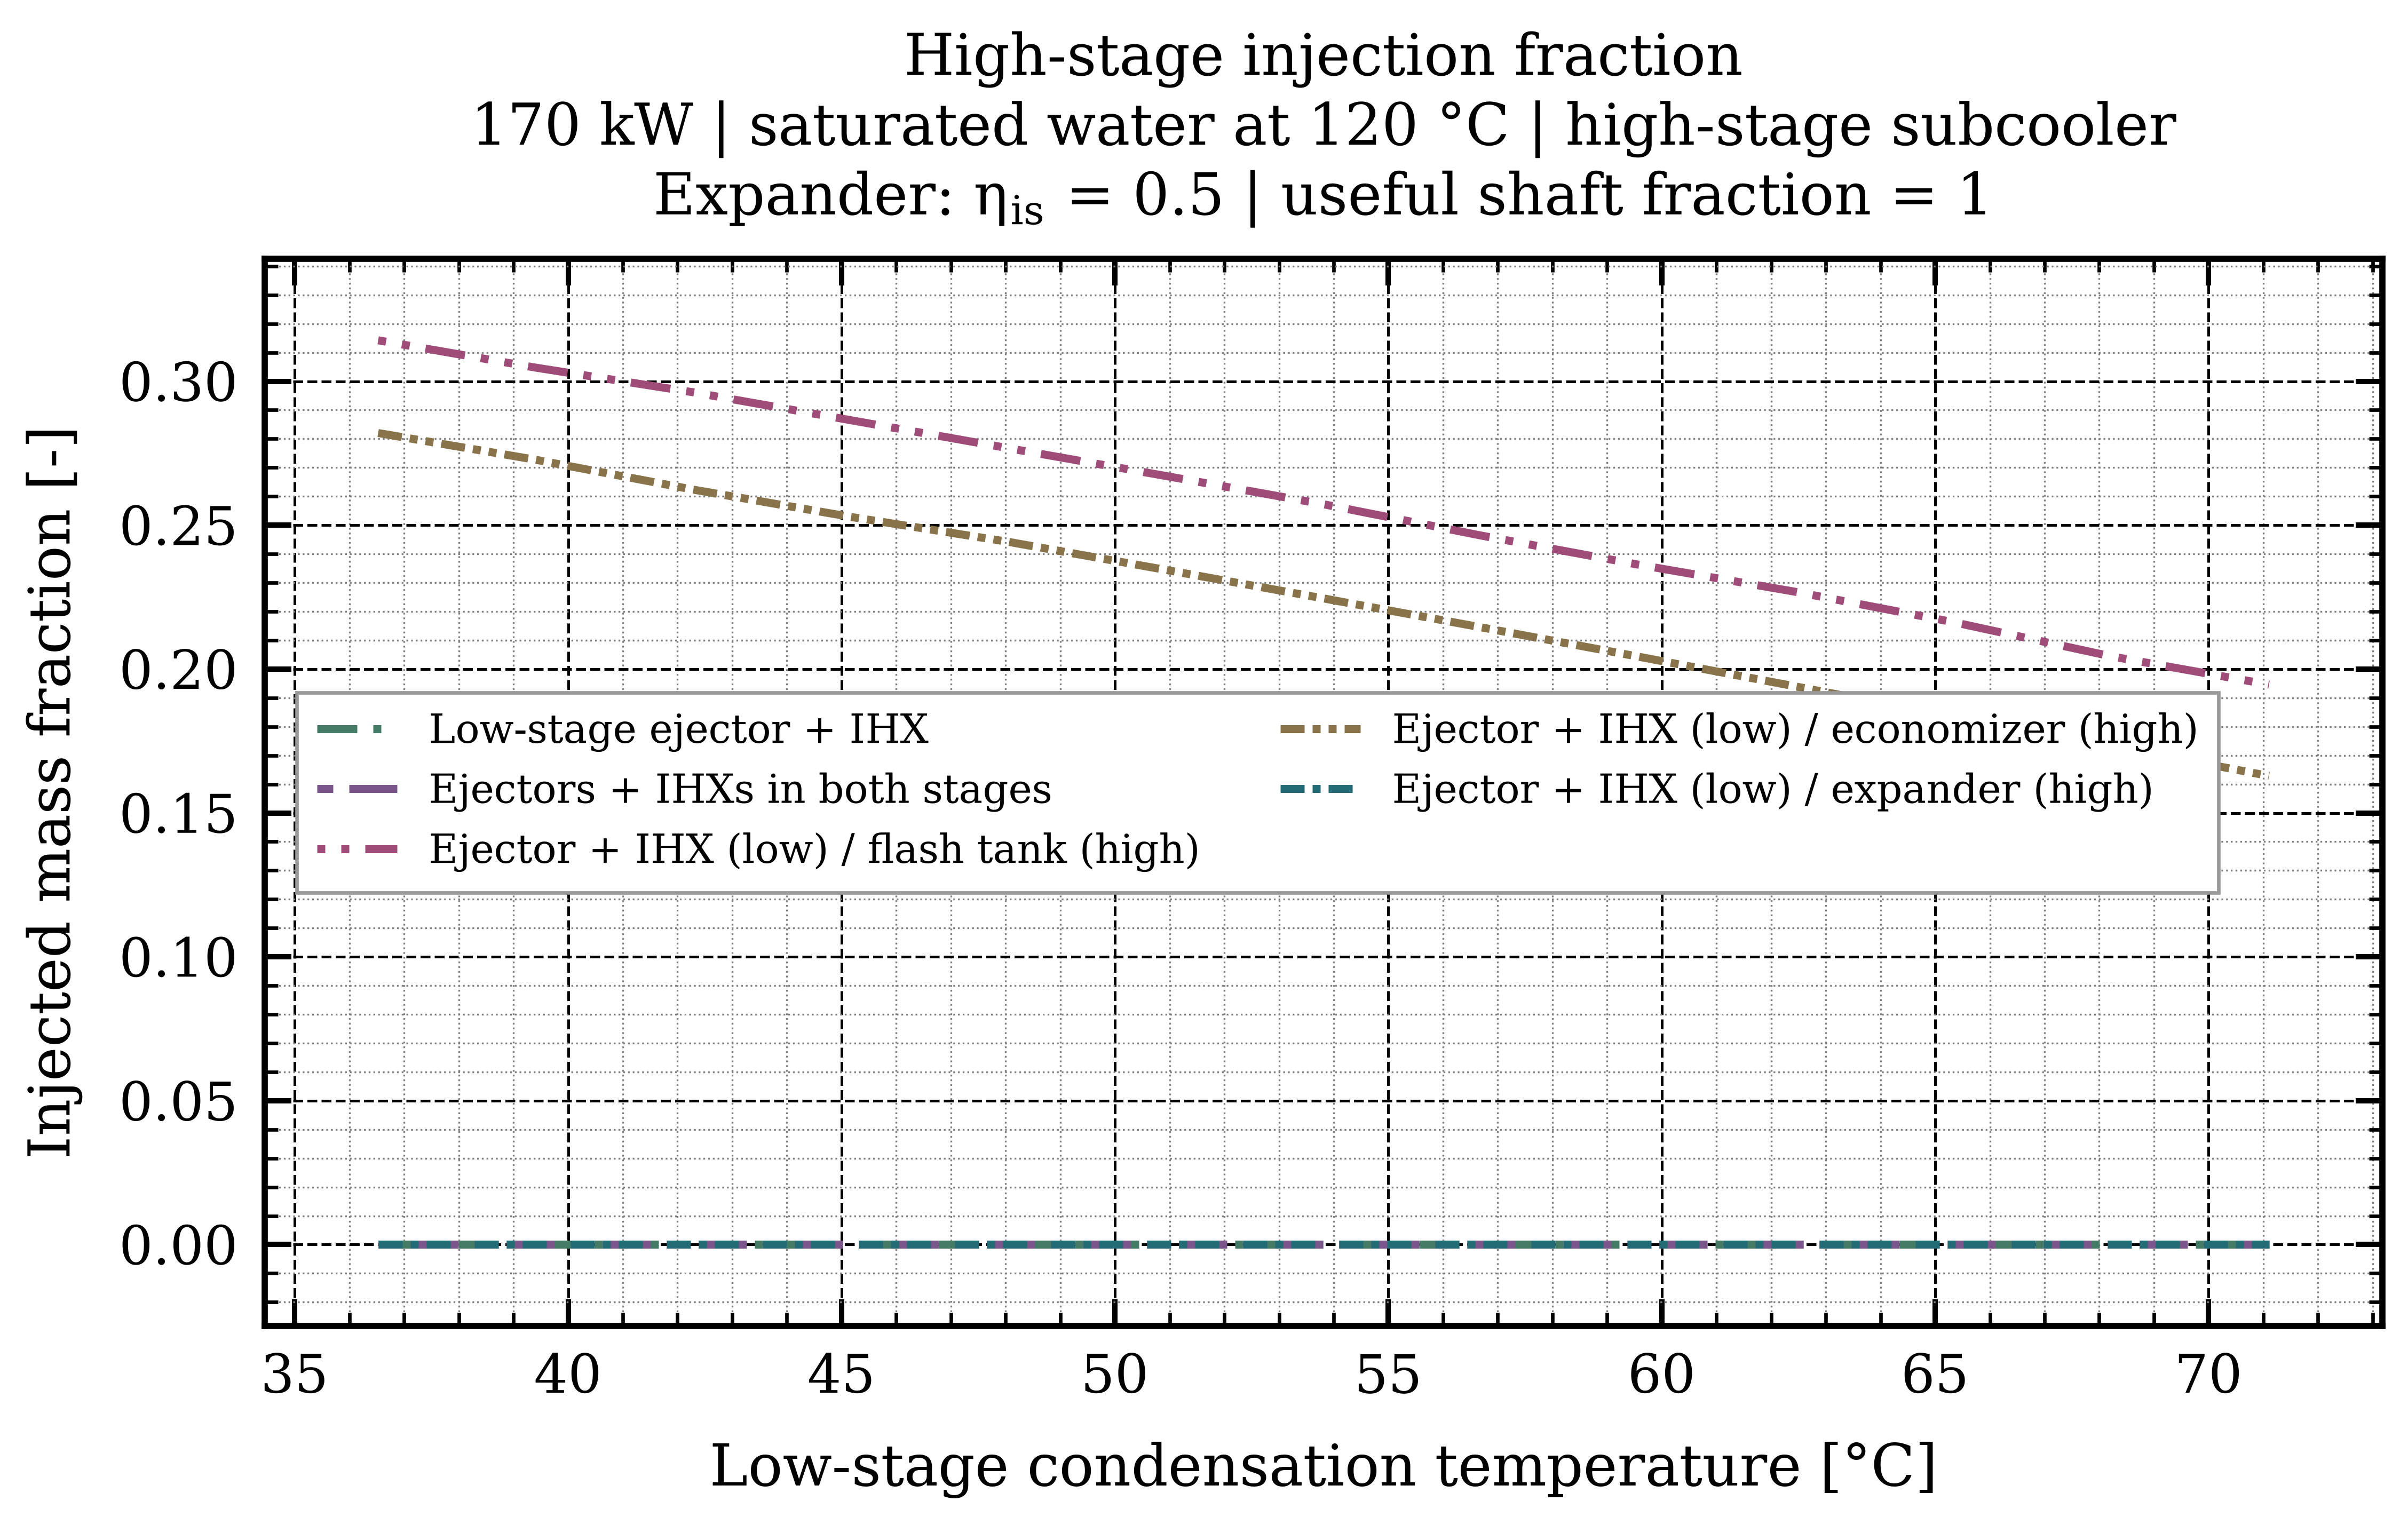 High-stage injection fraction
170 kW | saturated water at 120 °C | high-stage subcooler
Expander: ηis = 0.5 | useful shaft fraction = 1
Injected mass fraction [-]
0.30
0.25
0.20
0.15
0.10
0.05
0.00
Low-stage ejector + IHX
Ejectors + IHXs in both stages
Ejector + IHX (low) / flash tank (high)
Ejector + IHX (low) / economizer (high)
Ejector + IHX (low) / expander (high)
35 40 45 50 55 60 65 70
Low-stage condensation temperature [°C]